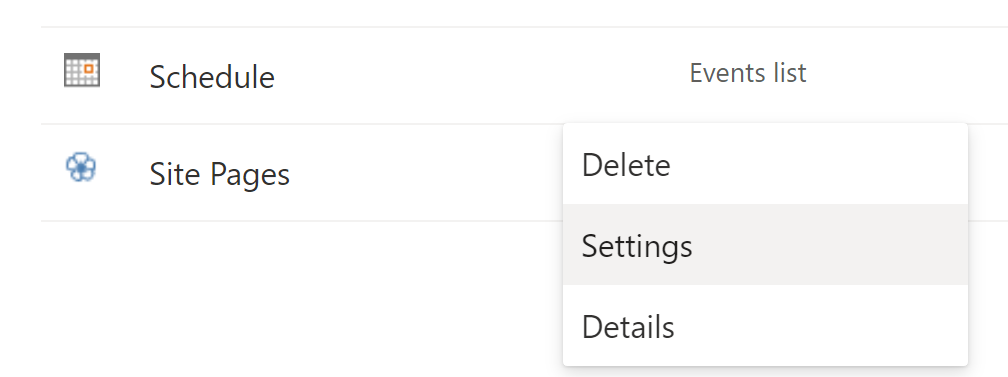 Schedule Events list
Site Pages
Delete
Settings
Details